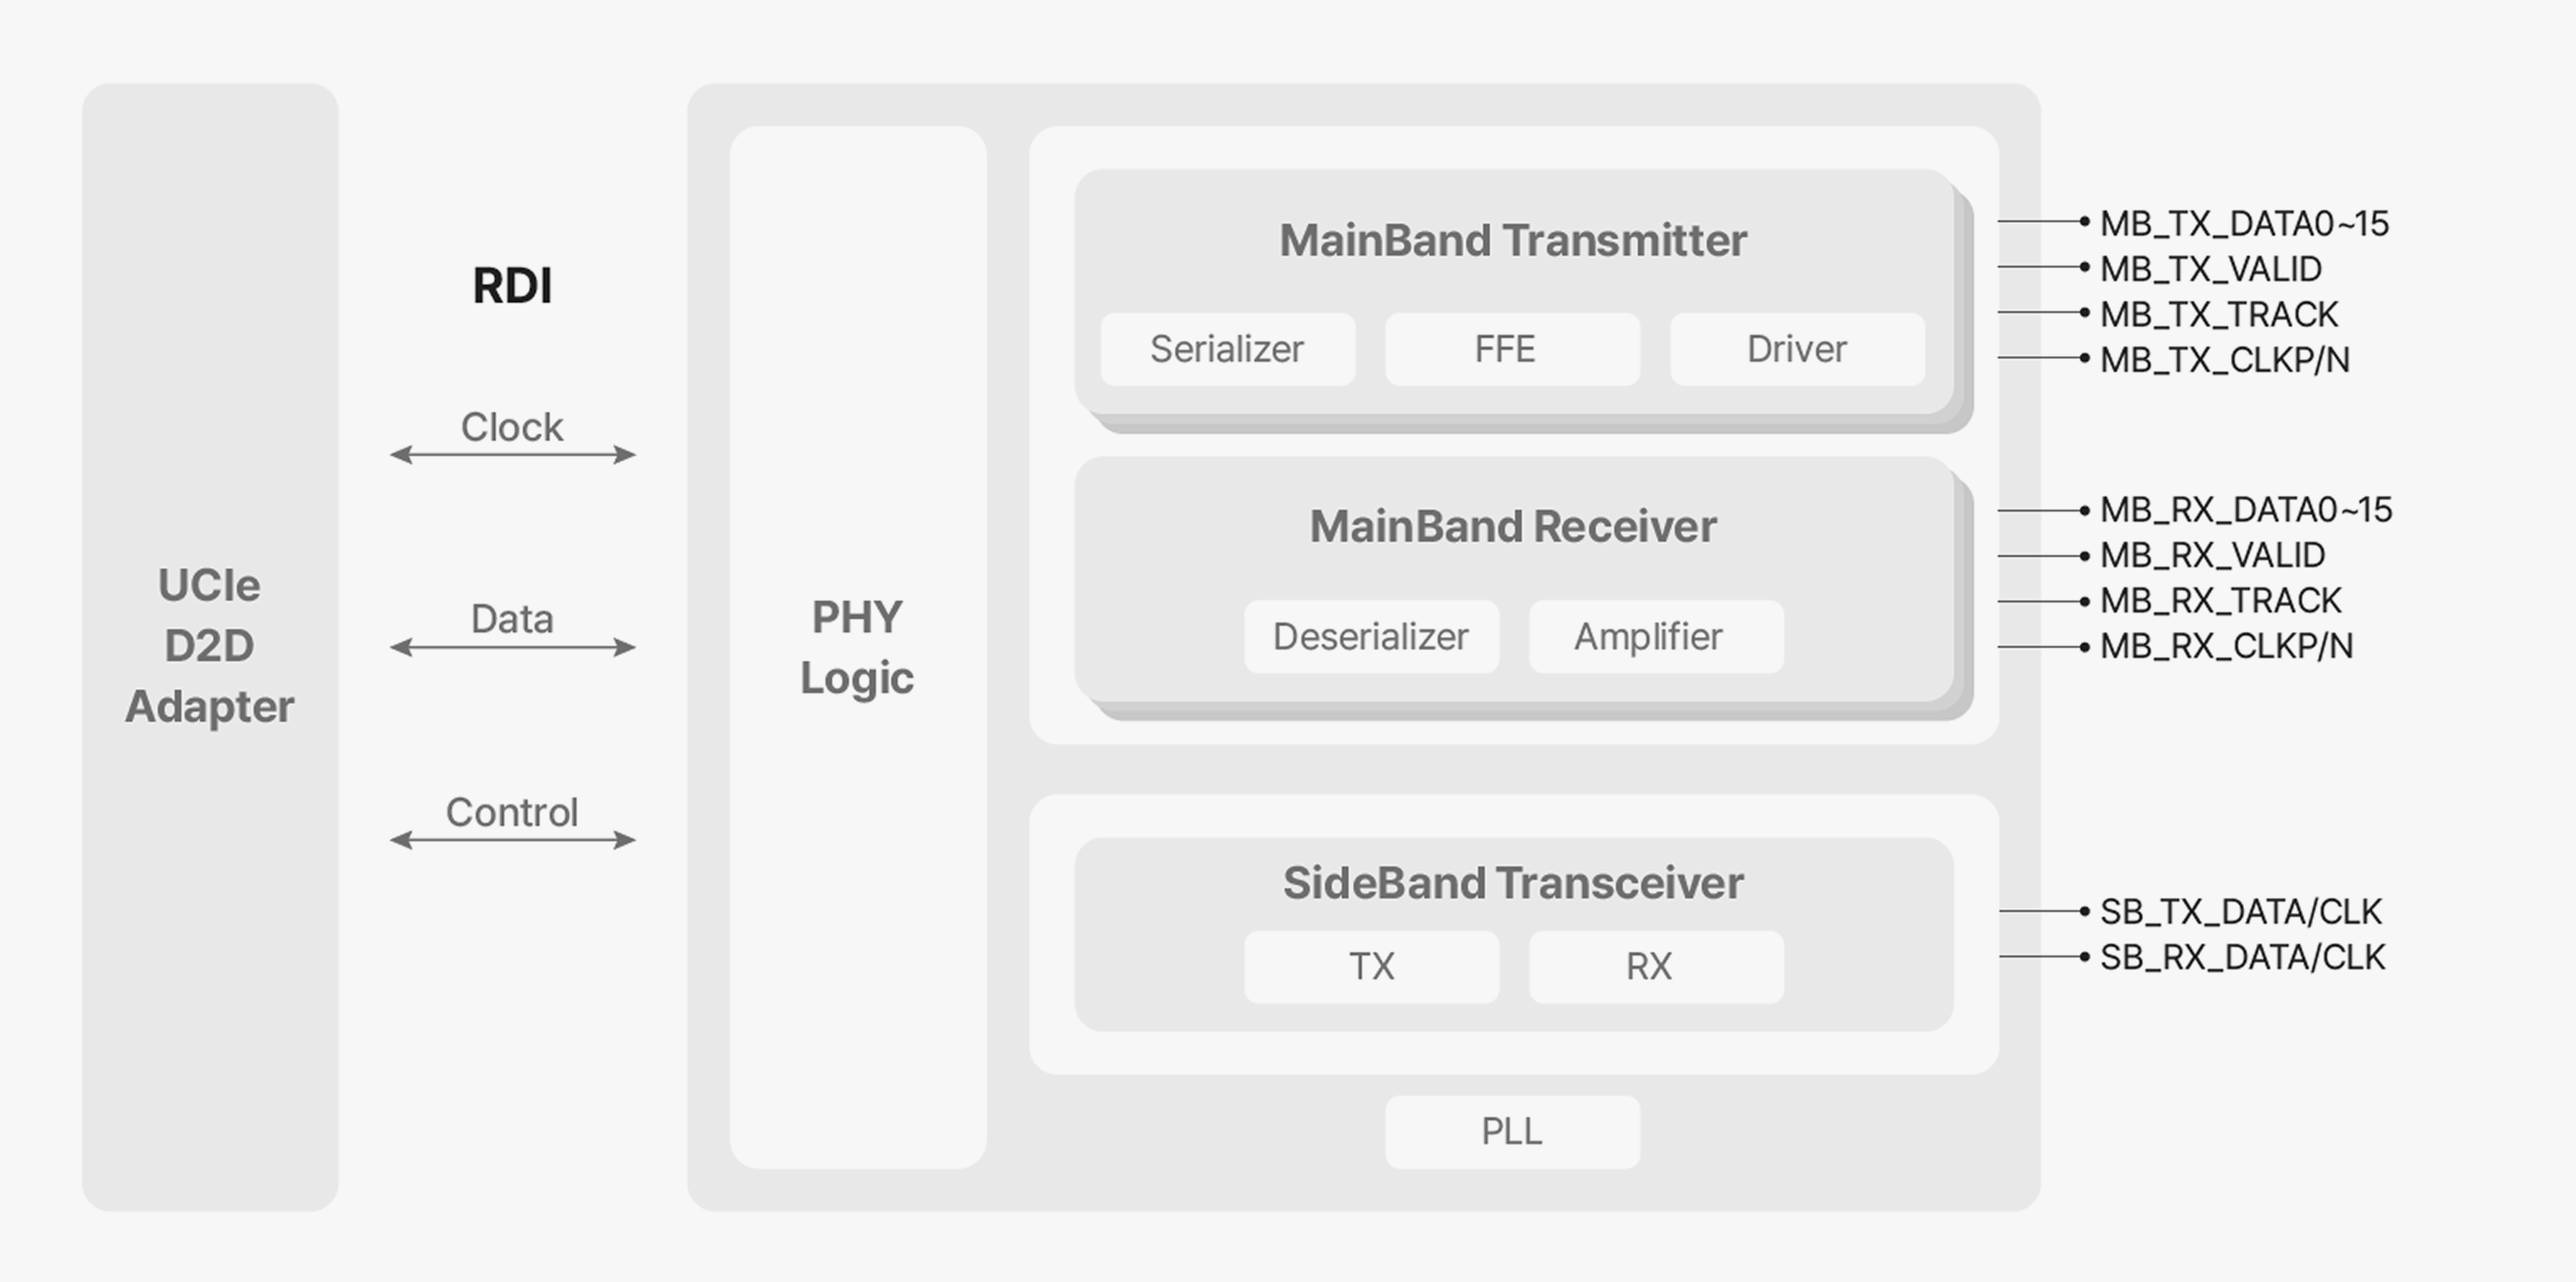 UCIe
D2D
Adapter
RDI
Clock
Data
Control
PHY
Logic
MainBand Transmitter
Serializer
FFE
Driver
MainBand Receiver
Deserializer
Amplifier
SideBand Transceiver
TX
RX
PLL
MB_TX_DATA0~15
MB_TX_VALID
MB_TX_TRACK
MB_TX_CLKP/N
MB_RX_DATA0~15
MB_RX_VALID
MB_RX_TRACK
MB_RX_CLKP/N
SB_TX_DATA/CLK
SB_RX_DATA/CLK